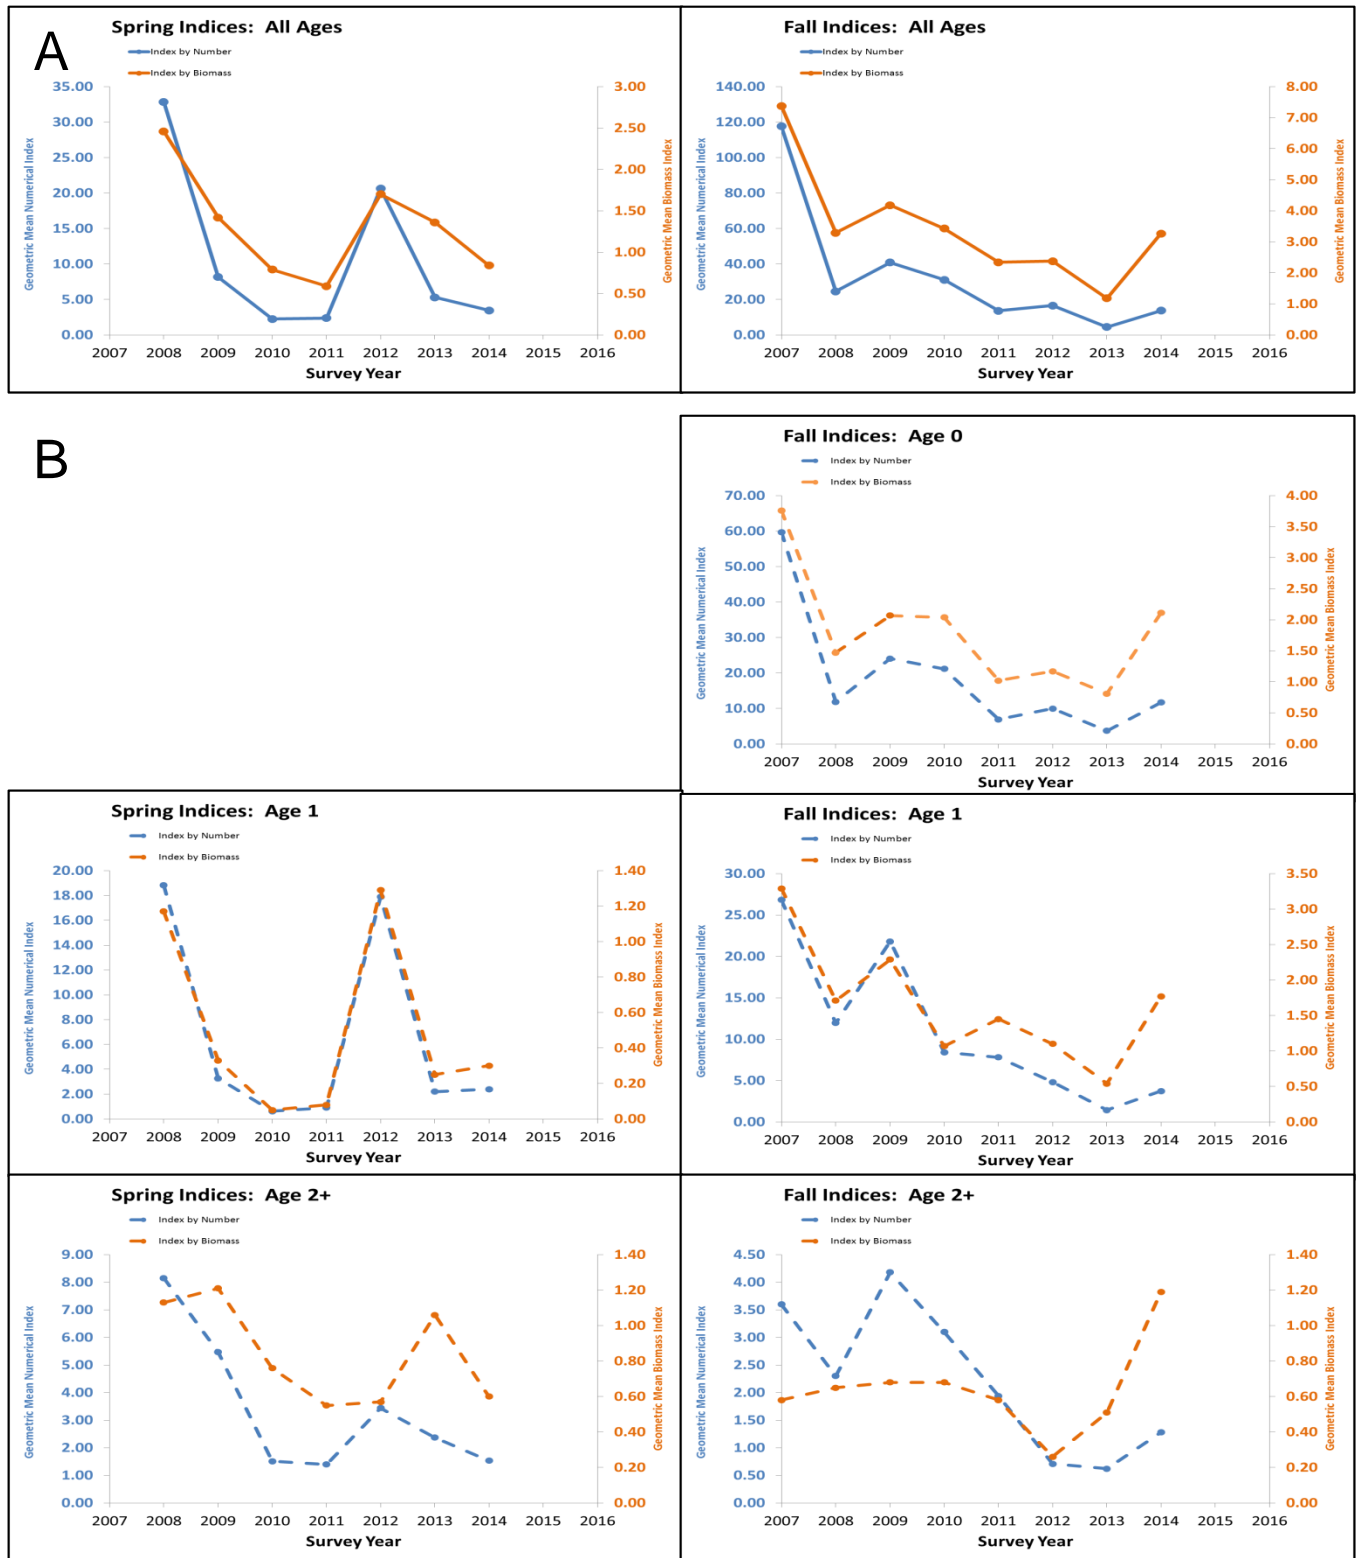 A
Spring Indices:  All Ages
Index by Number
Index by Biomass
35.00
30.00
25.00
20.00
15.00
10.00
5.00
0.00
Geometric Mean Numerical Index
3.00
2.50
2.00
1.50
1.00
0.50
0.00
Geometric Mean Biomass Index
2007 2008 2009 2010 2011 2012 2013 2014 2015 2016
Survey Year
Fall Indices:  All Ages
Index by Number
Index by Biomass
140.00
120.00
100.00
80.00
60.00
40.00
20.00
0.00
Geometric Mean Numerical Index
8.00
7.00
6.00
5.00
4.00
3.00
2.00
1.00
0.00
Geometric Mean Biomass Index
2007 2008 2009 2010 2011 2012 2013 2014 2015 2016
Survey Year
B
Fall Indices:  Age 0
Index by Number
Index by Biomass
70.00
60.00
50.00
40.00
30.00
20.00
10.00
0.00
Geometric Mean Numerical Index
4.00
3.50
3.00
2.50
2.00
1.50
1.00
0.50
0.00
Geometric Mean Biomass Index
2007 2008 2009 2010 2011 2012 2013 2014 2015 2016
Survey Year
Spring Indices:  Age 1
Index by Number
Index by Biomass
20.00
18.00
16.00
14.00
12.00
10.00
8.00
6.00
4.00
2.00
0.00
Geometric Mean Numerical Index
1.40
1.20
1.00
0.80
0.60
0.40
0.20
0.00
Geometric Mean Biomass Index
2007 2008 2009 2010 2011 2012 2013 2014 2015 2016
Survey Year
Fall Indices:  Age 1
Index by Number
Index by Biomass
30.00
25.00
20.00
15.00
10.00
5.00
0.00
Geometric Mean Numerical Index
3.50
3.00
2.50
2.00
1.50
1.00
0.50
0.00
Geometric Mean Biomass Index
2007 2008 2009 2010 2011 2012 2013 2014 2015 2016
Survey Year
Spring Indices:  Age 2+
Index by Number
Index by Biomass
9.00
8.00
7.00
6.00
5.00
4.00
3.00
2.00
1.00
0.00
Geometric Mean Numerical Index
1.40
1.20
1.00
0.80
0.60
0.40
0.20
0.00
Geometric Mean Biomass Index
2007 2008 2009 2010 2011 2012 2013 2014 2015 2016
Survey Year
Fall Indices:  Age 2+
Index by Number
Index by Biomass
4.50
4.00
3.50
3.00
2.50
2.00
1.50
1.00
0.50
0.00
Geometric Mean Numerical Index
1.40
1.20
1.00
0.80
0.60
0.40
0.20
0.00
Geometric Mean Biomass Index
2007 2008 2009 2010 2011 2012 2013 2014 2015 2016
Survey Year